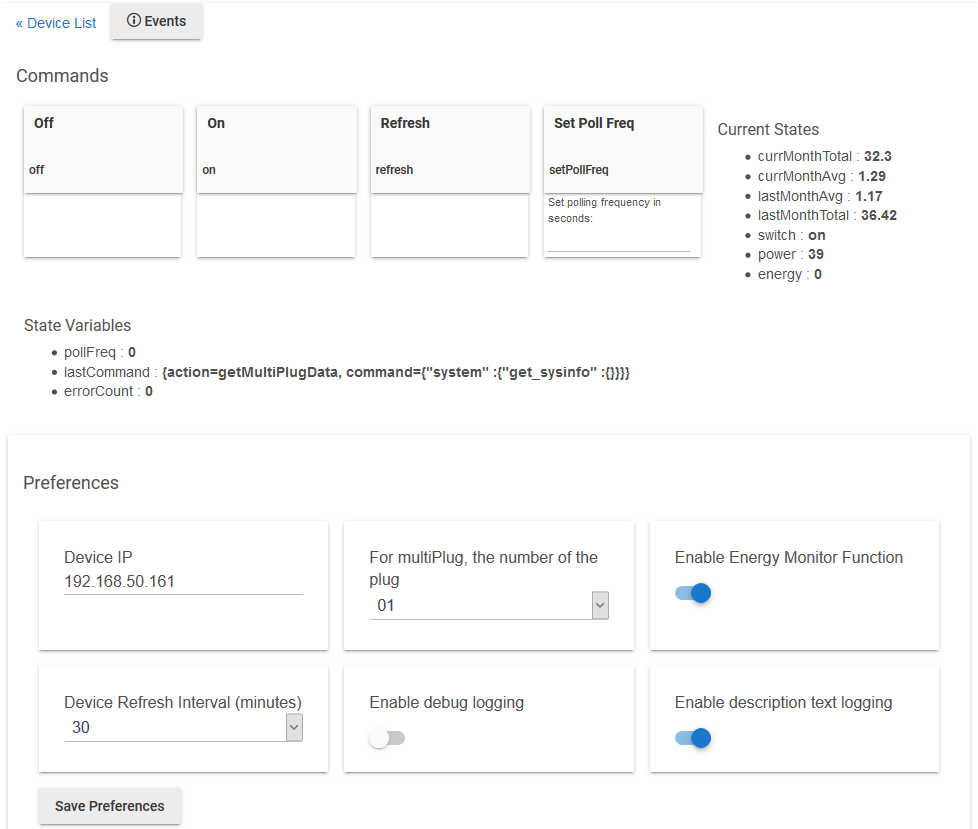 « Device List
Events
Commands
Off
off
On
on
Refresh
refresh
Set Poll Freq
setPollFreq
Set polling frequency in
seconds:
Current States
currMonthTotal : 32.3
currMonthAvg : 1.29
lastMonthAvg : 1.17
lastMonthTotal : 36.42
switch : on
power : 39
energy : 0
State Variables
pollFreq : 0
lastCommand : {action=getMultiPlugData, command={"system" :{"get_sysinfo" :{}}}}
errorCount : 0
Preferences
Device IP
192.168.50.161
For multiPlug, the number of the
plug
01
Enable Energy Monitor Function
Device Refresh Interval (minutes)
30
Enable debug logging
Enable description text logging
Save Preferences